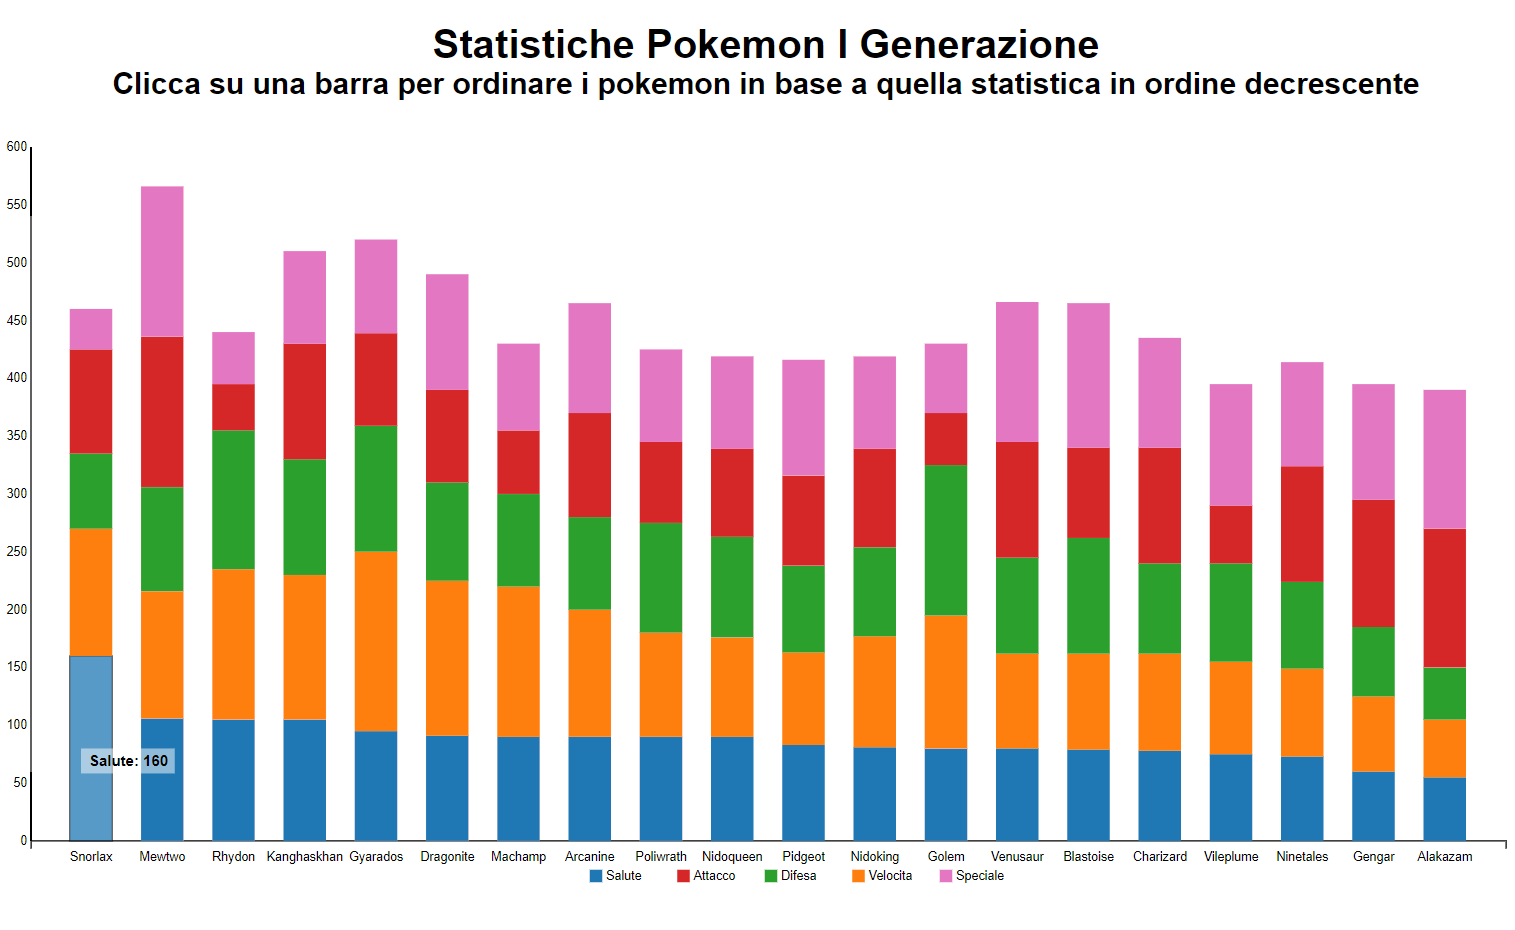 Statistiche Pokemon I Generazione
Clicca su una barra per ordinare i pokemon in base a quella statistica in ordine decrescente
600
550
500
450
400
350
300
250
200
150
100
50
0
Salute: 160
Snorlax Mewtwo Rhydon Kanghaskhan Gyarados Dragonite Machamp Arcanine Poliwrath Nidoqueen Pidgeot Nidoking Golem Venusaur Blastoise Charizard Vileplume Ninetales Gengar Alakazam
Salute Attacco Difesa Velocita Speciale